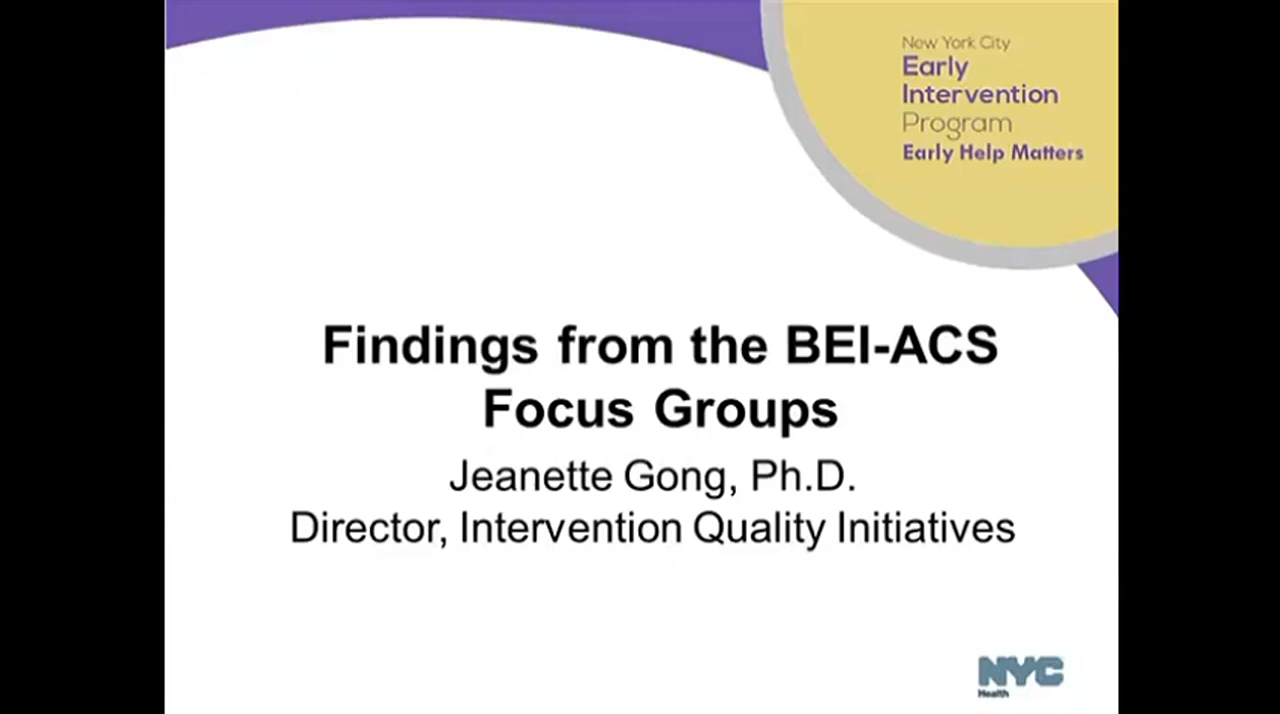 New York City
Early
Intervention
Program
Early Help Matters
Findings from the BEI-ACS
Focus Groups
Jeanette Gong, Ph.D.
Director, Intervention Quality Initiatives
NYC
Health